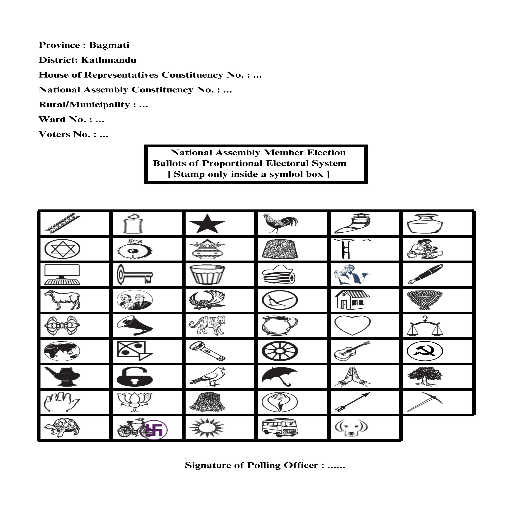 Province : Bagmati
District: Kathmandu
House of Representatives Constituency No. : ...
National Assembly Constituency No. : ...
Rural/Municipality : ...
Ward No. : ...
Voters No. : ...
National Assembly Member Election
Ballots of Proportional Electoral System
[ Stamp only inside a symbol box ]
Signature of Polling Officer : ......